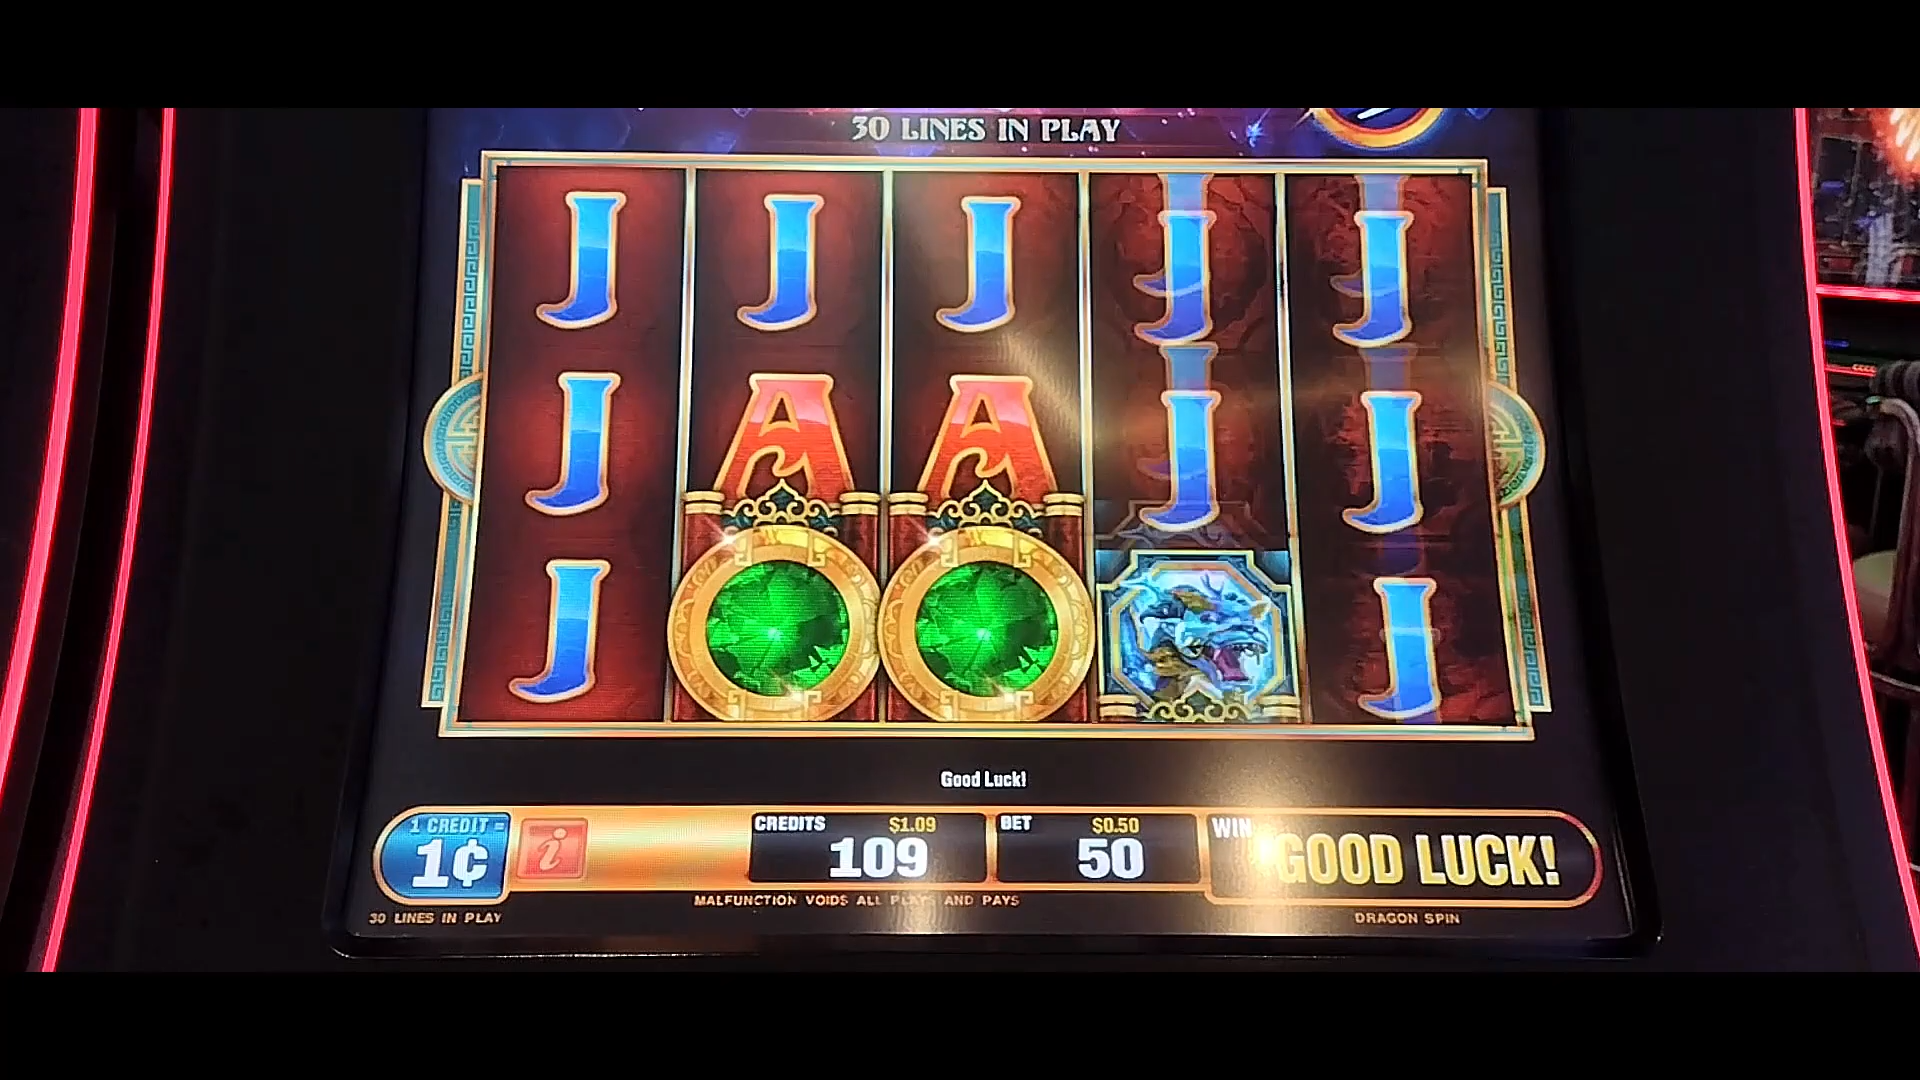 30 LINES IN PLAY
J J J J J
J A A J J
J J
Good Luck!
1 CREDIT =
1¢
i
CREDITS $1.09
109
BET $0.50
50
WIN
GOOD LUCK!
MALFUNCTION VOIDS ALL PLAYS AND PAYS
30 LINES IN PLAY
DRAGON SPIN